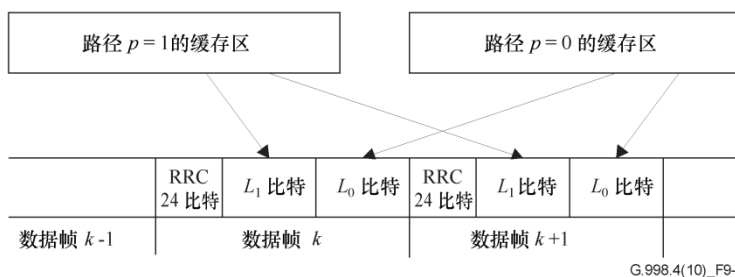 路径 p = 1的缓存区
路径 p = 0 的缓存区
RRC
24 比特
L₁ 比特
L₀ 比特
RRC
24 比特
L₁ 比特
L₀ 比特
数据帧 k -1
数据帧 k
数据帧 k +1
G.998.4(10)_F9-